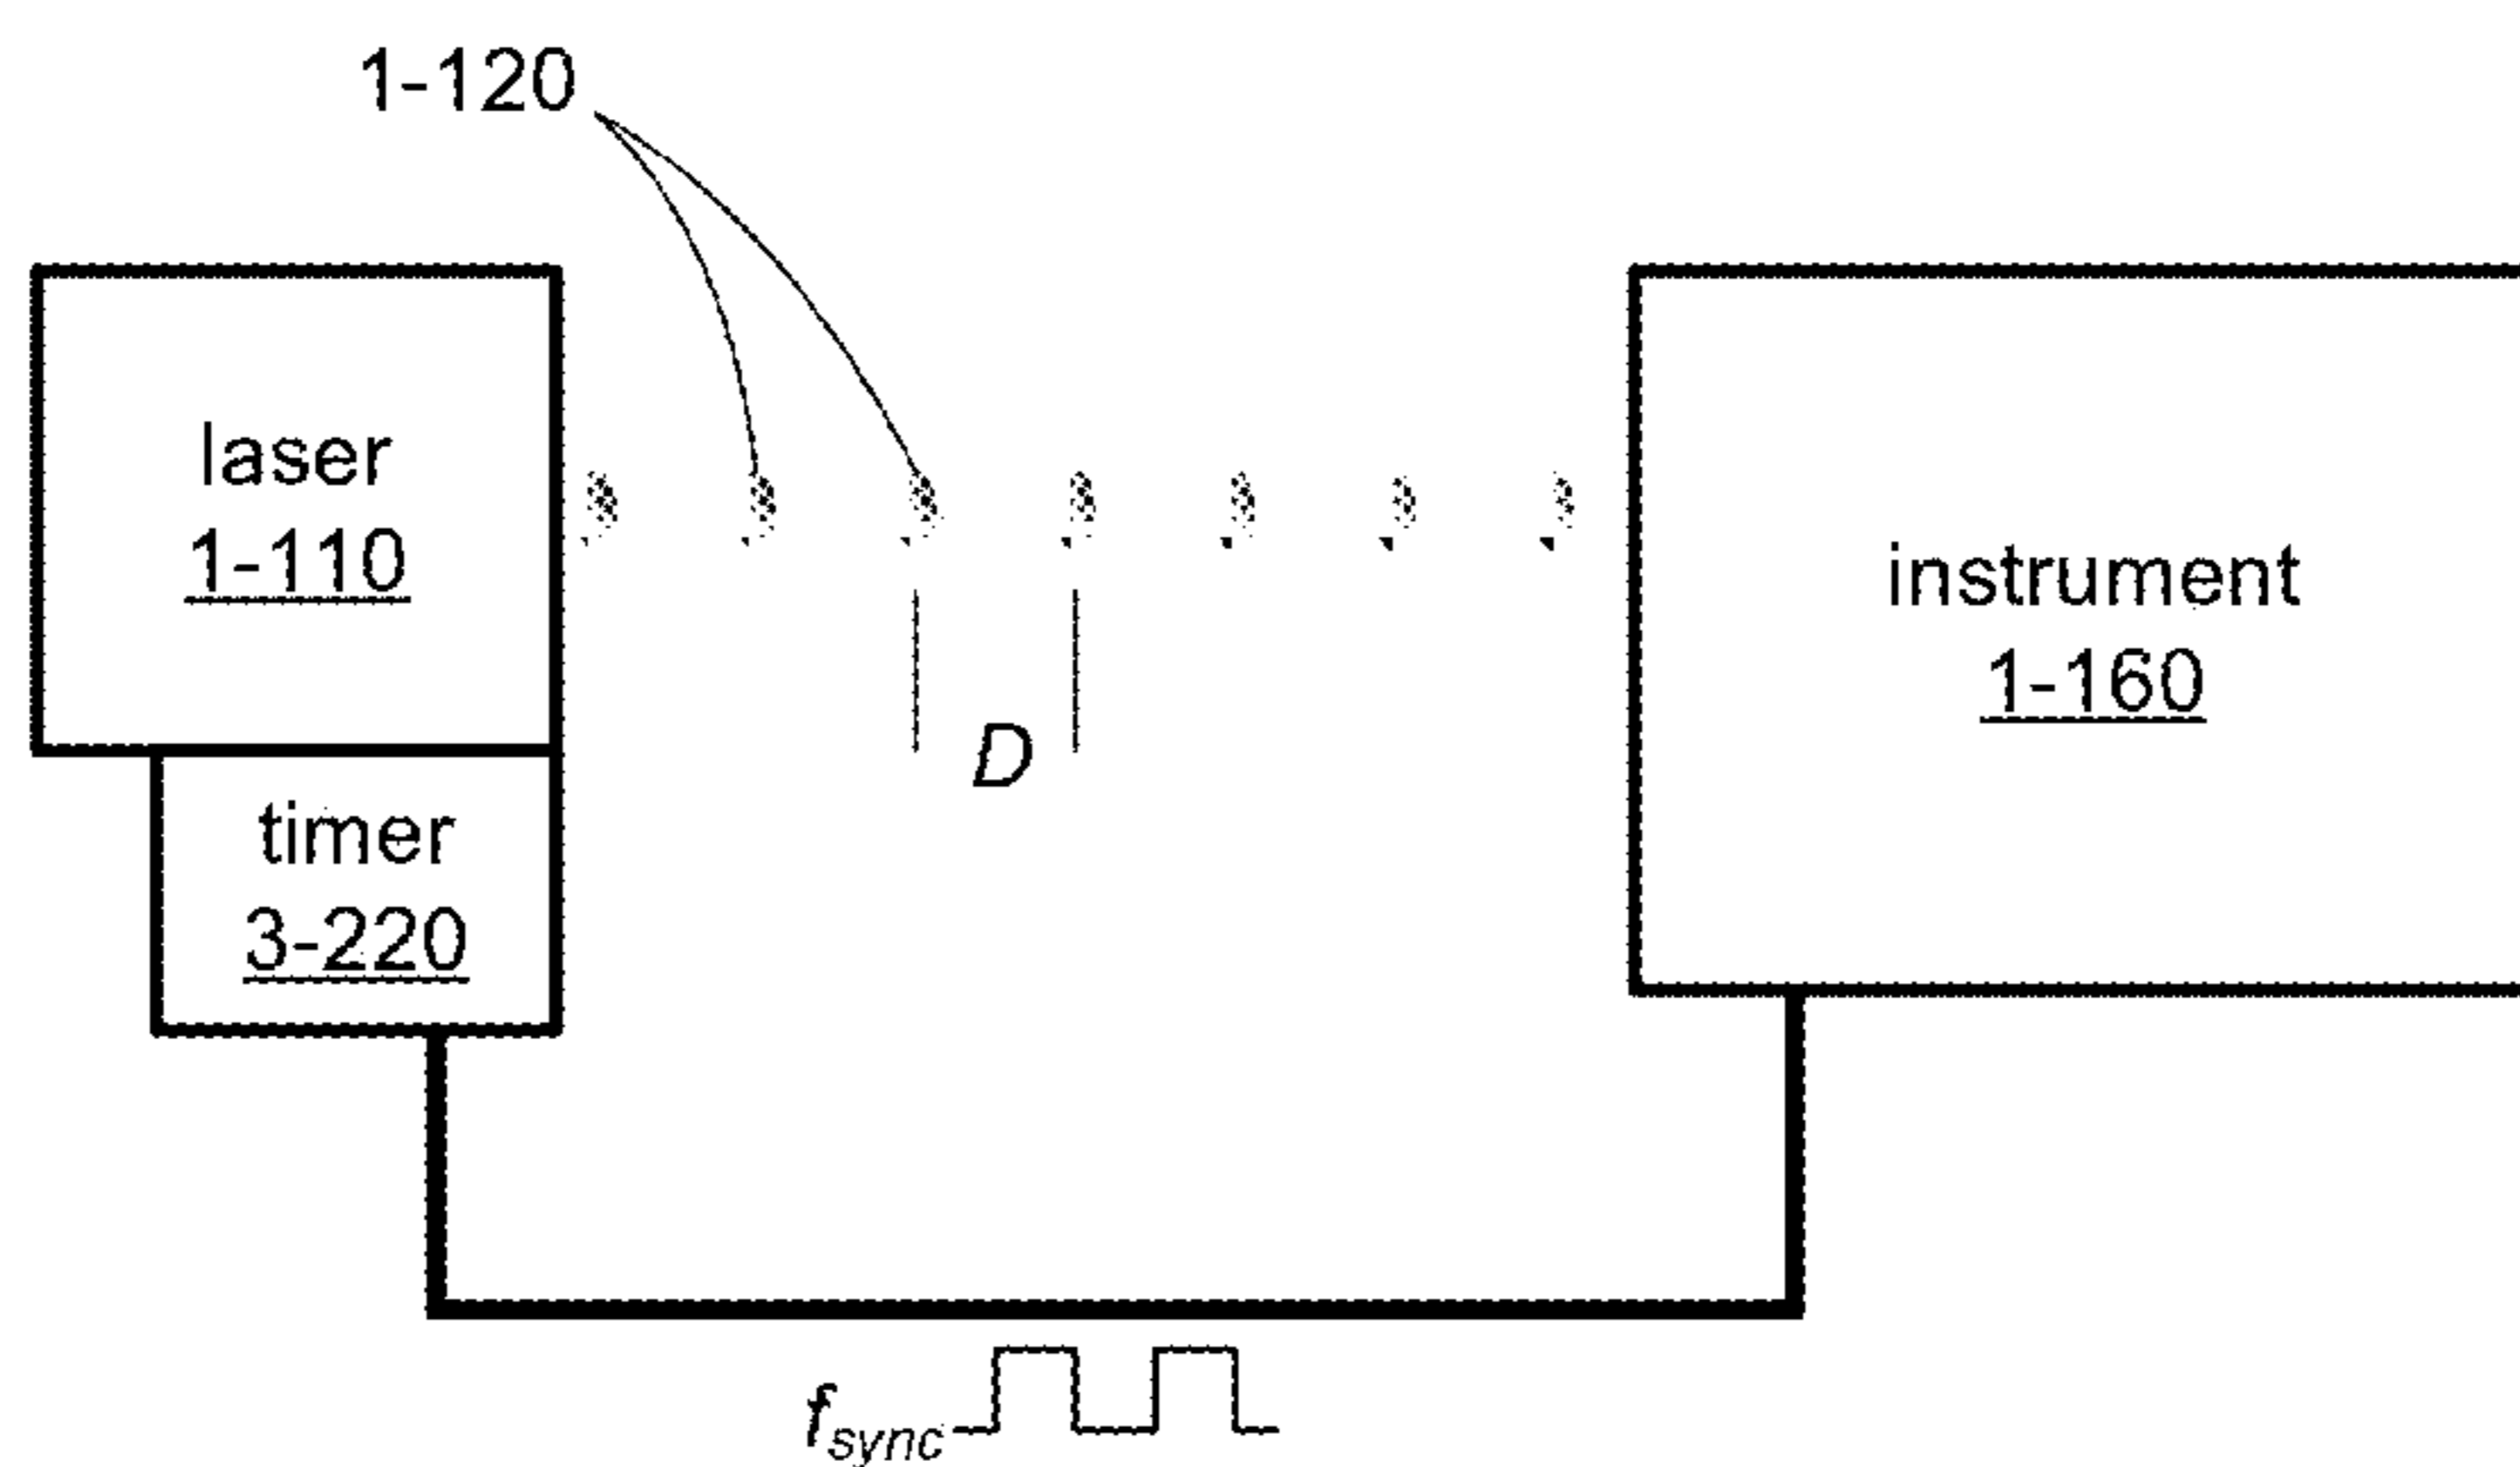 1-120
laser
1-110
instrument
1-160
D
timer
3-220
fsync